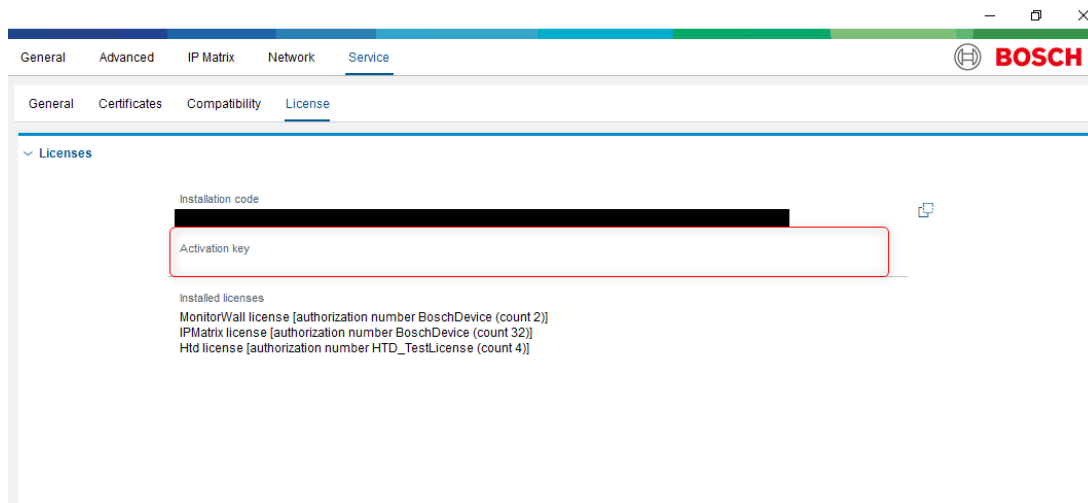 General Advanced IP Matrix Network Service BOSCH
General Certificates Compatibility License
Licenses
Installation code
Activation key
Installed licenses
MonitorWall license [authorization number BoschDevice (count 2)]
IPMatrix license [authorization number BoschDevice (count 32)]
Htd license [authorization number HTD_TestLicense (count 4)]